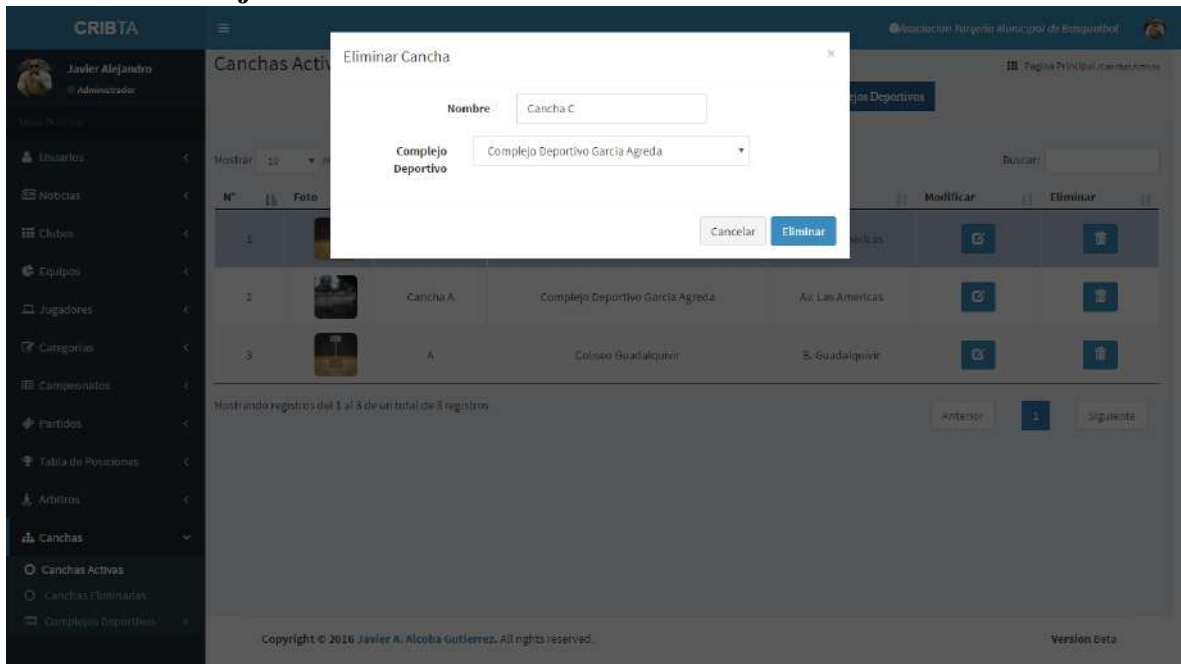 CRIBTA
Asociacion Tarijeña Municipal de Basquetbol
Javier Alejandro
Administrador
Canchas Activ
Pagina Principal
ejos Deportivos
Eliminar Cancha
×
Nombre
Cancha C
Complejo Deportivo
Complejo Deportivo Garcia Agreda
Cancelar
Eliminar
Usuarios
Noticias
Clubes
Equipos
Jugadores
Categorias
Campeonatos
Partidos
Tabla de Posiciones
Arbitros
Canchas
Canchas Activas
Canchas Eliminadas
Complejos Deportivos
Mostrar 10
Buscar:
N° Foto Modificar Eliminar
1
2 Cancha A Complejo Deportivo Garcia Agreda Av. Las Americas
3 A Coliseo Guadalquivir B. Guadalquivir
Mostrando registros del 1 al 3 de un total de 3 registros
Anterior 1 Siguiente
Copyright © 2016 Javier A. Alcoba Gutierrez. All rights reserved.
Version Beta